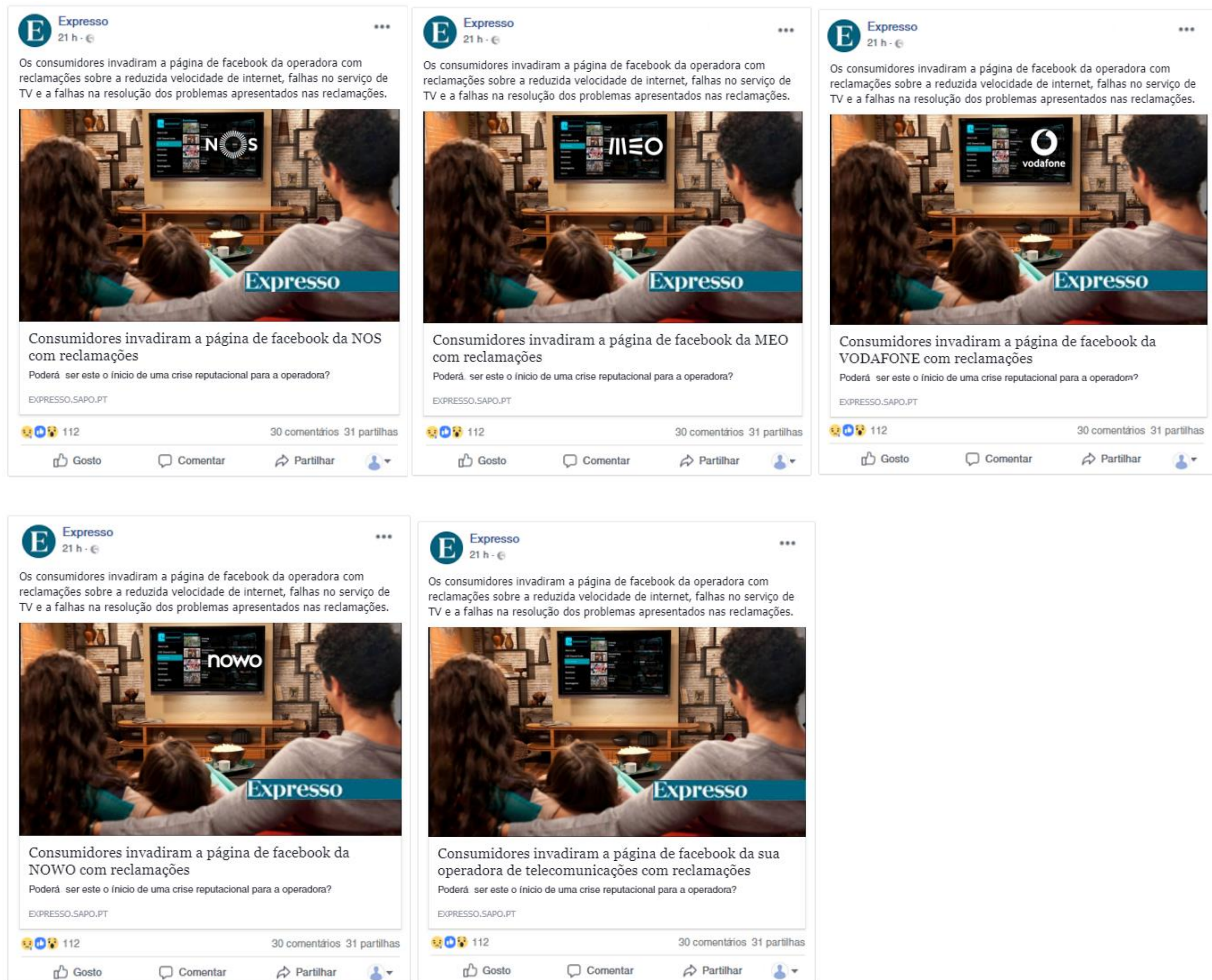 E Expresso
21 h
Os consumidores invadiram a página de facebook da operadora com
reclamações sobre a reduzida velocidade de internet, falhas no serviço de
TV e a falhas na resolução dos problemas apresentados nas reclamações.
NOS
Expresso
Consumidores invadiram a página de facebook da NOS
com reclamações
Poderá ser este o ínicio de uma crise reputacional para a operadora?
EXPRESSO.SAPO.PT
112 30 comentários 31 partilhas
Gosto Comentar Partilhar
E Expresso
21 h
Os consumidores invadiram a página de facebook da operadora com
reclamações sobre a reduzida velocidade de internet, falhas no serviço de
TV e a falhas na resolução dos problemas apresentados nas reclamações.
MEO
Expresso
Consumidores invadiram a página de facebook da MEO
com reclamações
Poderá ser este o ínicio de uma crise reputacional para a operadora?
EXPRESSO.SAPO.PT
112 30 comentários 31 partilhas
Gosto Comentar Partilhar
E Expresso
21 h
Os consumidores invadiram a página de facebook da operadora com
reclamações sobre a reduzida velocidade de internet, falhas no serviço de
TV e a falhas na resolução dos problemas apresentados nas reclamações.
vodafone
Expresso
Consumidores invadiram a página de facebook da
VODAFONE com reclamações
Poderá ser este o ínicio de uma crise reputacional para a operadora?
EXPRESSO.SAPO.PT
112 30 comentários 31 partilhas
Gosto Comentar Partilhar
E Expresso
21 h
Os consumidores invadiram a página de facebook da operadora com
reclamações sobre a reduzida velocidade de internet, falhas no serviço de
TV e a falhas na resolução dos problemas apresentados nas reclamações.
nowo
Expresso
Consumidores invadiram a página de facebook da
NOWO com reclamações
Poderá ser este o ínicio de uma crise reputacional para a operadora?
EXPRESSO.SAPO.PT
112 30 comentários 31 partilhas
Gosto Comentar Partilhar
E Expresso
21 h
Os consumidores invadiram a página de facebook da operadora com
reclamações sobre a reduzida velocidade de internet, falhas no serviço de
TV e a falhas na resolução dos problemas apresentados nas reclamações.
Expresso
Consumidores invadiram a página de facebook da sua
operadora de telecomunicações com reclamações
Poderá ser este o ínicio de uma crise reputacional para a operadora?
EXPRESSO.SAPO.PT
112 30 comentários 31 partilhas
Gosto Comentar Partilhar